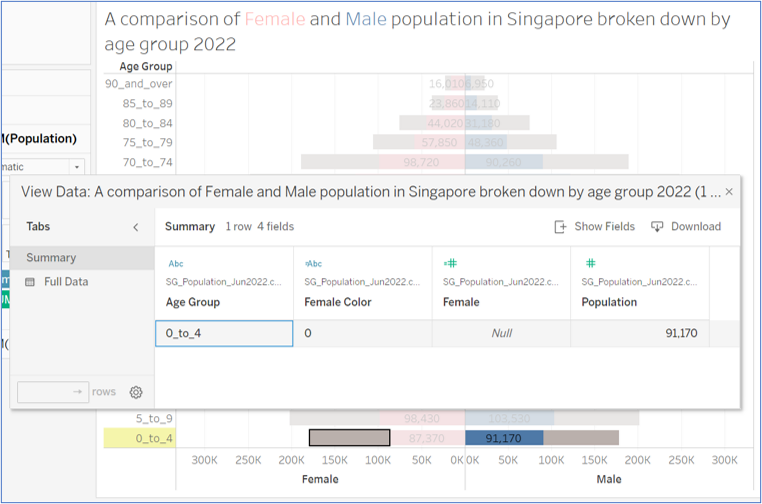 A comparison of Female and Male population in Singapore broken down by
age group 2022
Age Group
90_and_over 16,010 6,950
85_to_89 23,860 14,110
80_to_84 44,020 31,180
M(Population) 75_to_79 57,850 48,360
matic 70_to_74 98,720 90,260
View Data: A comparison of Female and Male population in Singapore broken down by age group 2022 (1 ... ×
Tabs Summary 1 row 4 fields Show Fields Download
Summary Abc =Abc =# #
Full Data SG_Population_Jun2022.c... SG_Population_Jun2022.c... SG_Population_Jun2022.c... SG_Population_Jun2022.c...
Age Group Female Color Female Population
0_to_4 0 Null 91,170
→ rows
5_to_9 98,430 103,530
0_to_4 87,370 91,170
300K 250K 200K 150K 100K 50K 0K 0K 50K 100K 150K 200K 250K 300K
Female Male